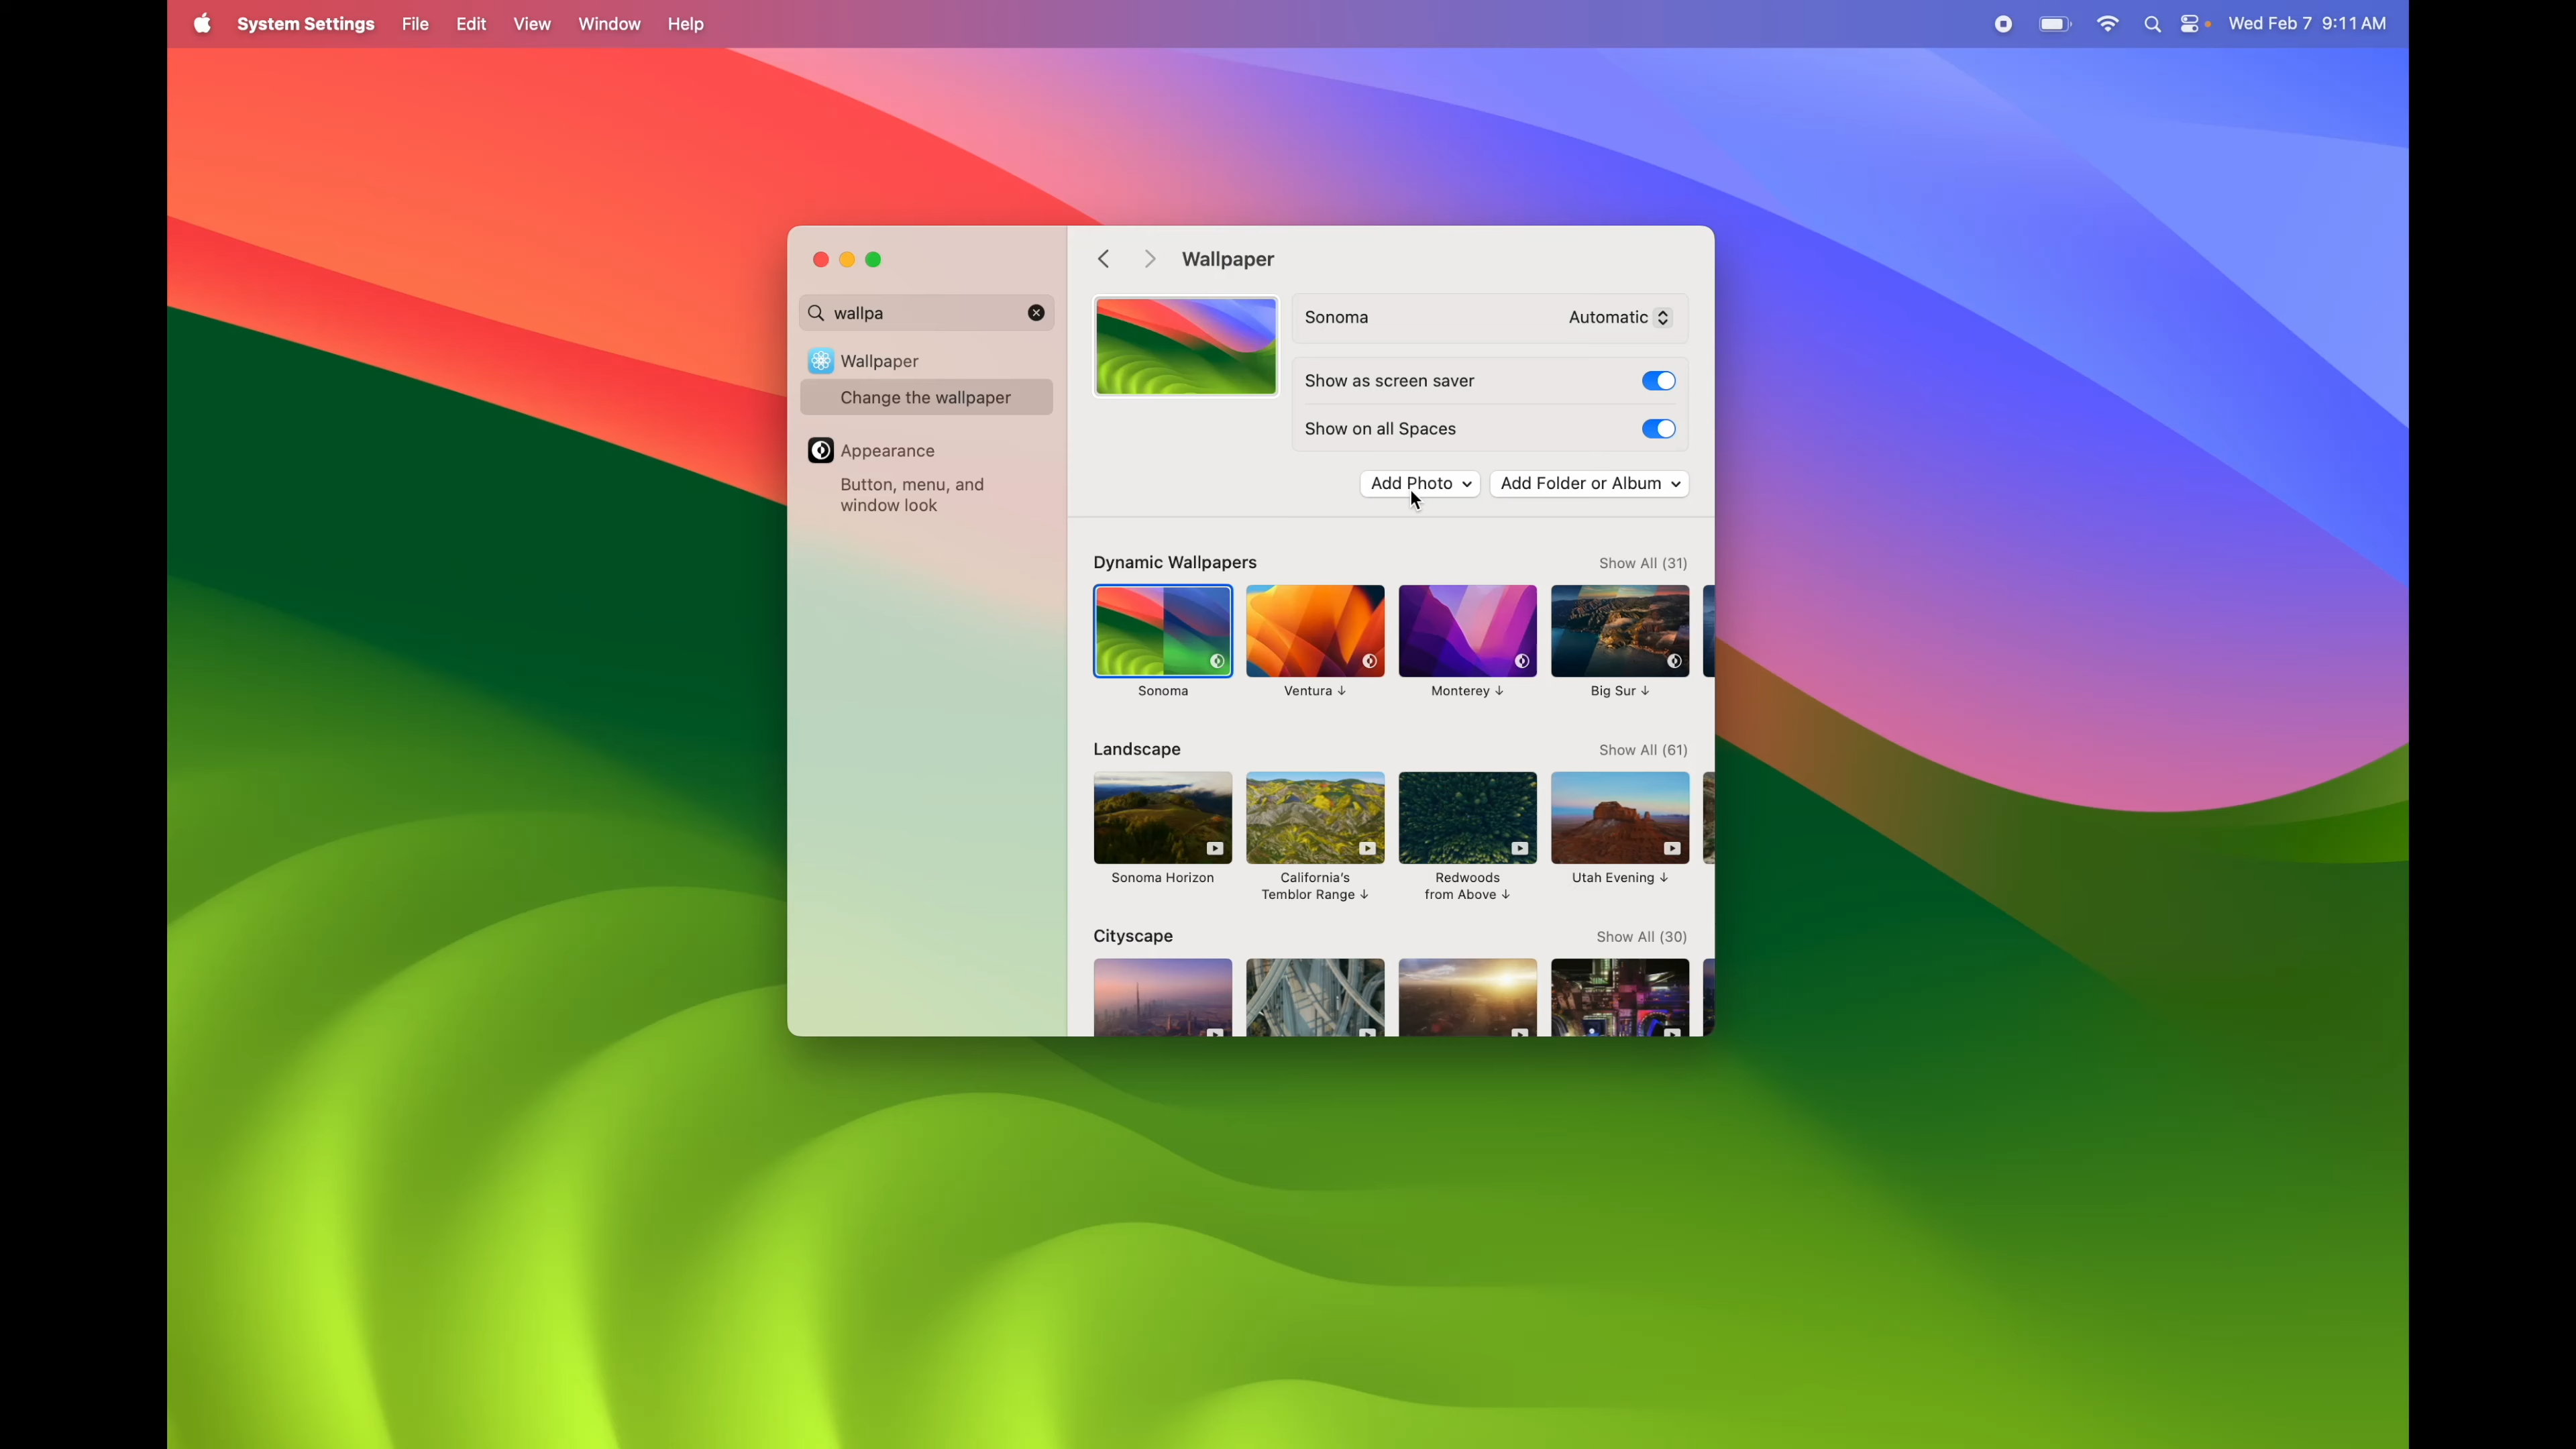 System Settings File Edit View Window Help
Wed Feb 7 9:11 AM
wallpa
Wallpaper
Change the wallpaper
Appearance
Button, menu, and
window look
Wallpaper
Sonoma Automatic
Show as screen saver
Show on all Spaces
Add Photo Add Folder or Album
Dynamic Wallpapers Show All (31)
Sonoma Ventura ↓ Monterey ↓ Big Sur ↓
Landscape Show All (61)
Sonoma Horizon California's Redwoods Utah Evening ↓
Temblor Range ↓ from Above ↓
Cityscape Show All (30)